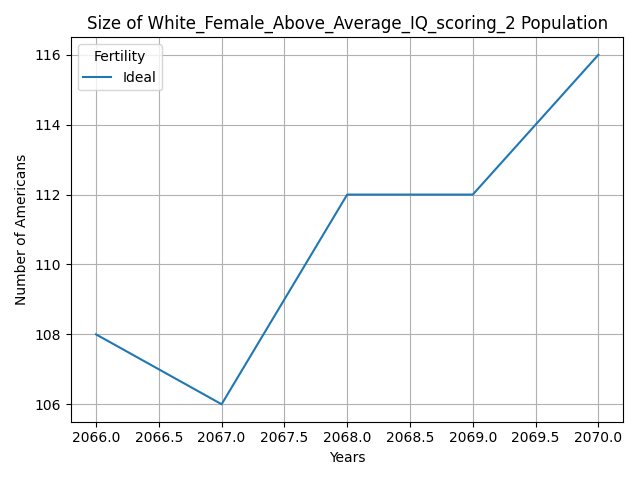 Size of White_Female_Above_Average_IQ_scoring_2 Population
Fertility
Ideal
116
114
112
110
108
106
Number of Americans
2066.0 2066.5 2067.0 2067.5 2068.0 2068.5 2069.0 2069.5 2070.0
Years